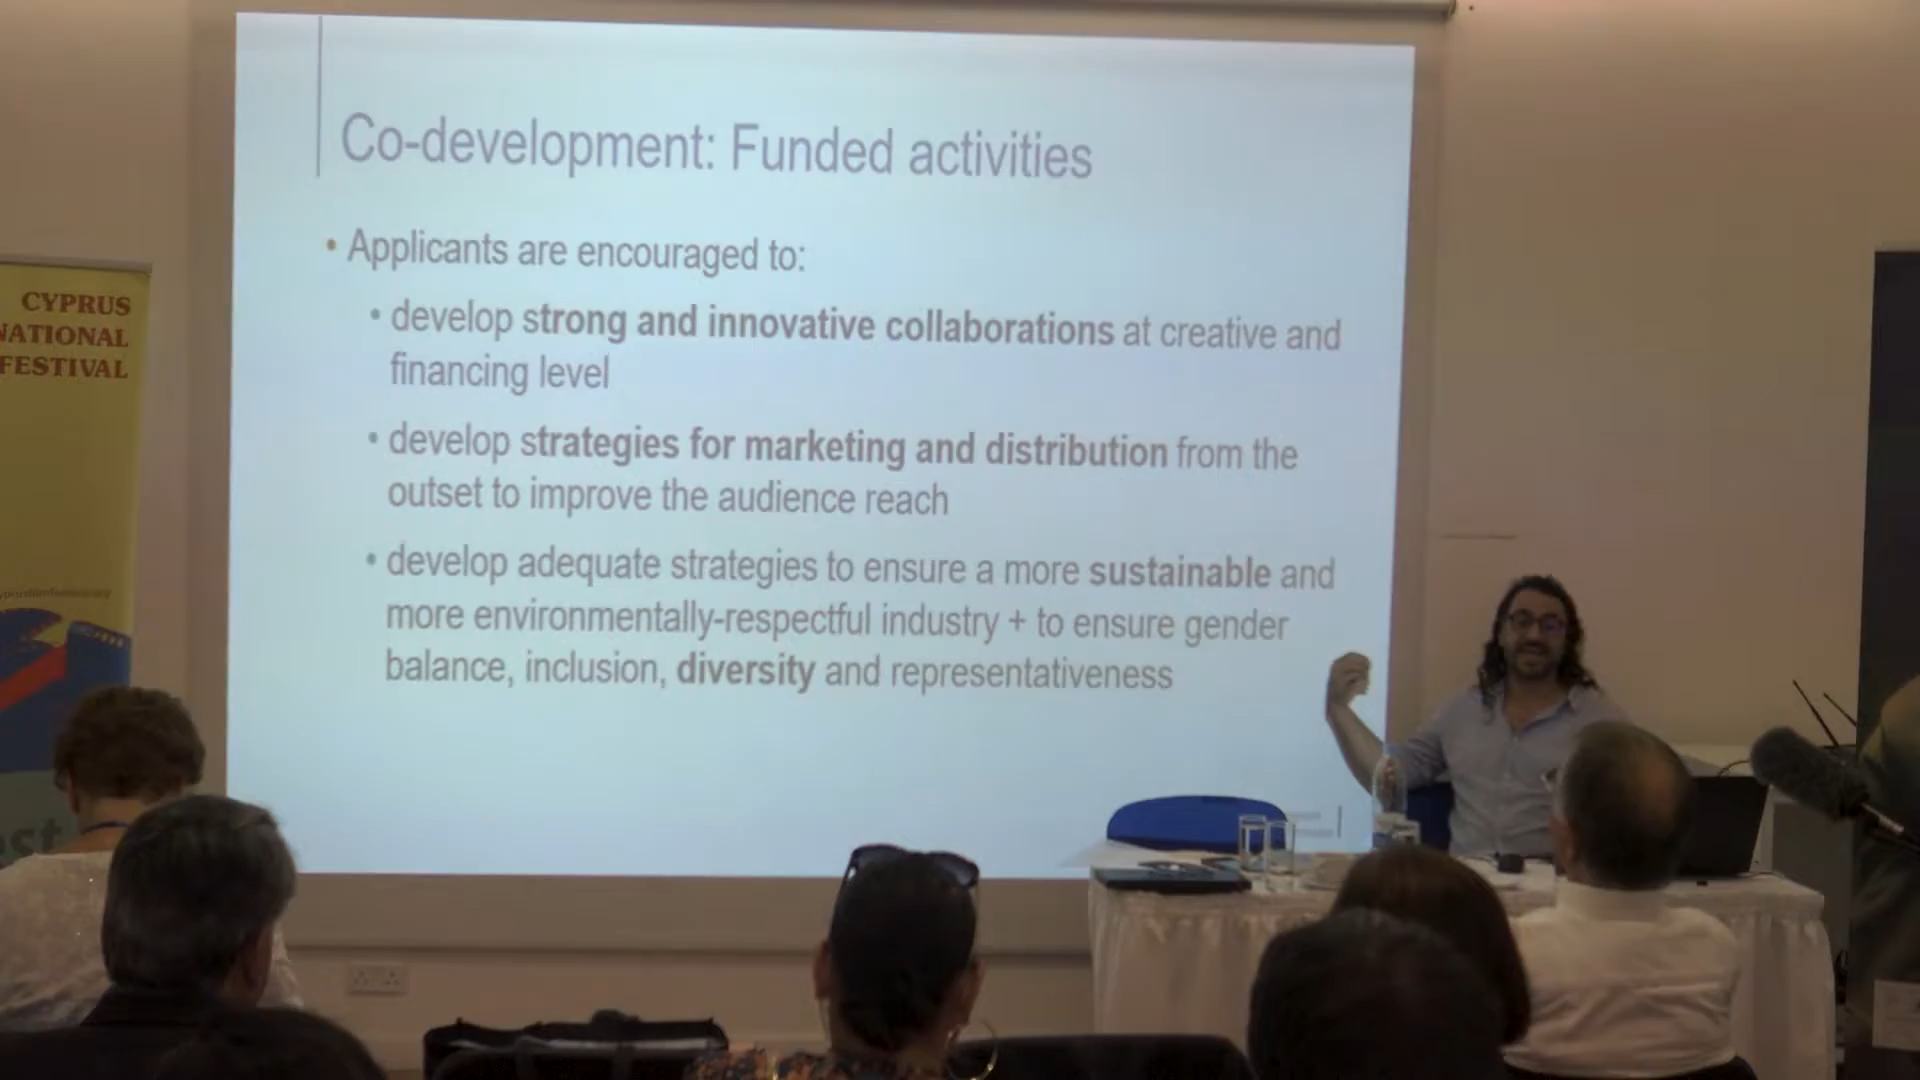 Co-development: Funded activities
• Applicants are encouraged to:
• develop strong and innovative collaborations at creative and
financing level
• develop strategies for marketing and distribution from the
outset to improve the audience reach
• develop adequate strategies to ensure a more sustainable and
more environmentally-respectful industry + to ensure gender
balance, inclusion, diversity and representativeness
CYPRUS
NATIONAL
FESTIVAL
est